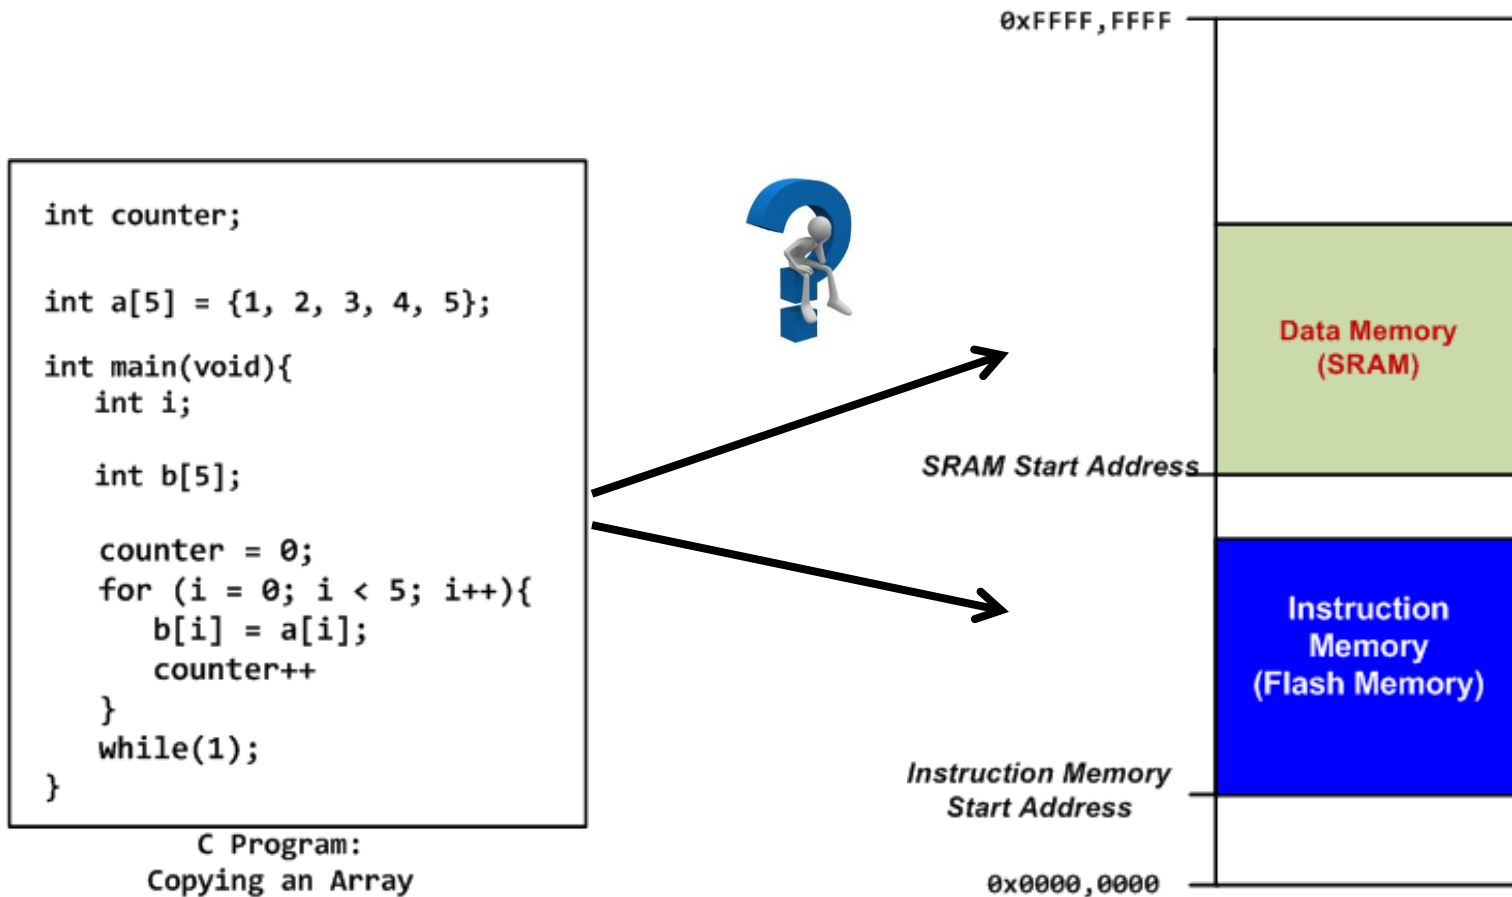 int counter;
int a[5] = {1, 2, 3, 4, 5};
int main(void){
int i;
int b[5];
counter = 0;
for (i = 0; i < 5; i++){
b[i] = a[i];
counter++
}
while(1);
}
C Program:
Copying an Array
0xFFFF,FFFF
Data Memory
(SRAM)
SRAM Start Address
Instruction
Memory
(Flash Memory)
Instruction Memory
Start Address
0x0000,0000